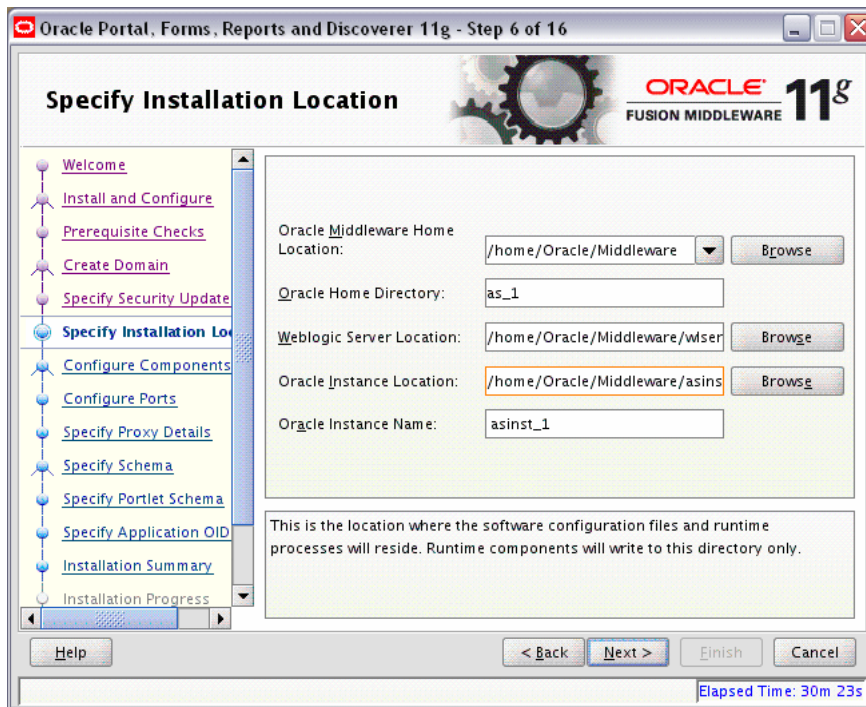 Oracle Portal, Forms, Reports and Discoverer 11g - Step 6 of 16
Specify Installation Location
ORACLE
FUSION MIDDLEWARE 11g
Welcome
Install and Configure
Prerequisite Checks
Create Domain
Specify Security Update
Specify Installation Lo
Configure Components
Configure Ports
Specify Proxy Details
Specify Schema
Specify Portlet Schema
Specify Application OID
Installation Summary
Installation Progress
Oracle Middleware Home
Location:
/home/Oracle/Middleware
Browse
Oracle Home Directory:
as_1
Weblogic Server Location:
/home/Oracle/Middleware/wlser
Browse
Oracle Instance Location:
/home/Oracle/Middleware/asins
Browse
Oracle Instance Name:
asinst_1
This is the location where the software configuration files and runtime
processes will reside. Runtime components will write to this directory only.
Help
< Back
Next >
Finish
Cancel
Elapsed Time: 30m 23s